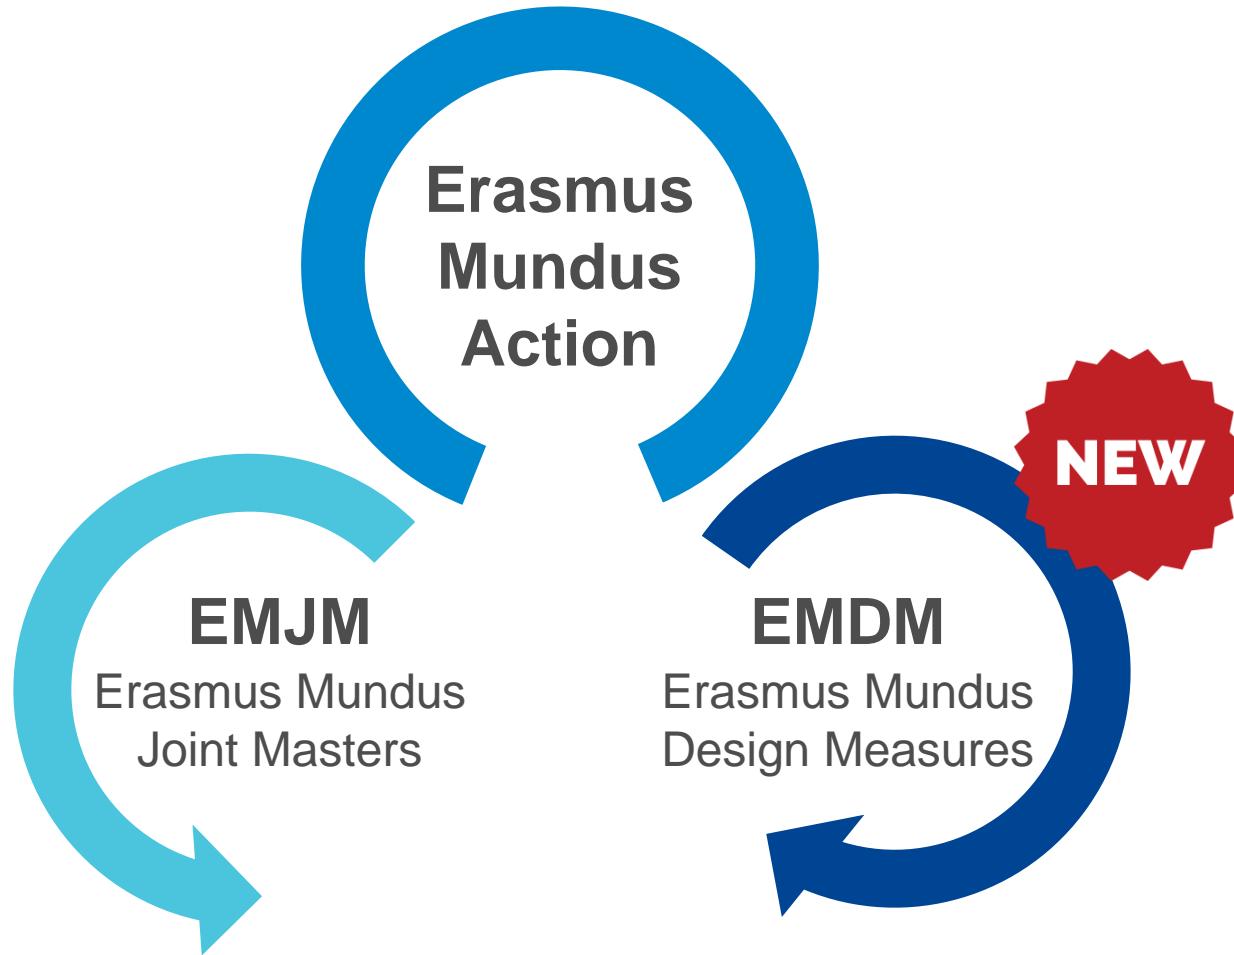 Erasmus
Mundus
Action
NEW
EMJM
Erasmus Mundus
Joint Masters
EMDM
Erasmus Mundus
Design Measures